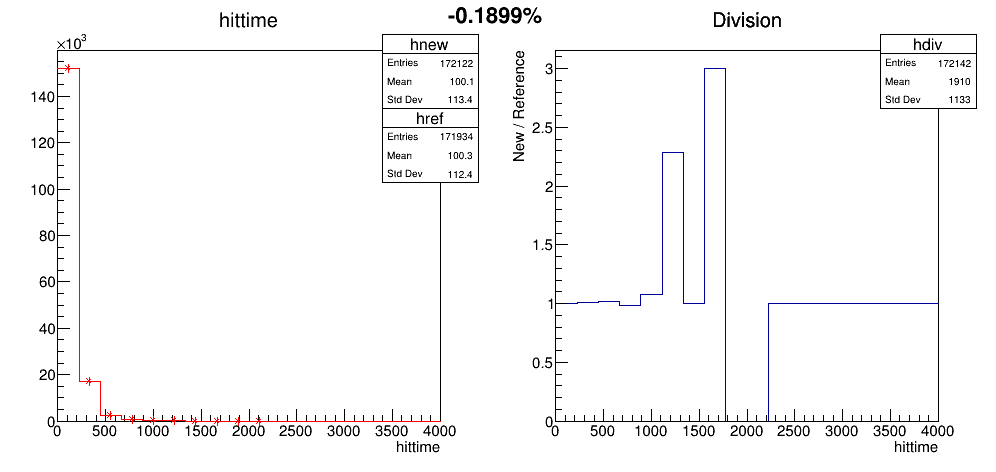 -0.1899%
hittime
×10³
hnew
Entries 172122
Mean 100.1
Std Dev 113.4
href
Entries 171934
Mean 100.3
Std Dev 112.4
140
120
100
80
60
40
20
0
0 500 1000 1500 2000 2500 3000 3500 4000
hittime
Division
hdiv
Entries 172142
Mean 1910
Std Dev 1133
New / Reference
3
2.5
2
1.5
1
0.5
0
0 500 1000 1500 2000 2500 3000 3500 4000
hittime